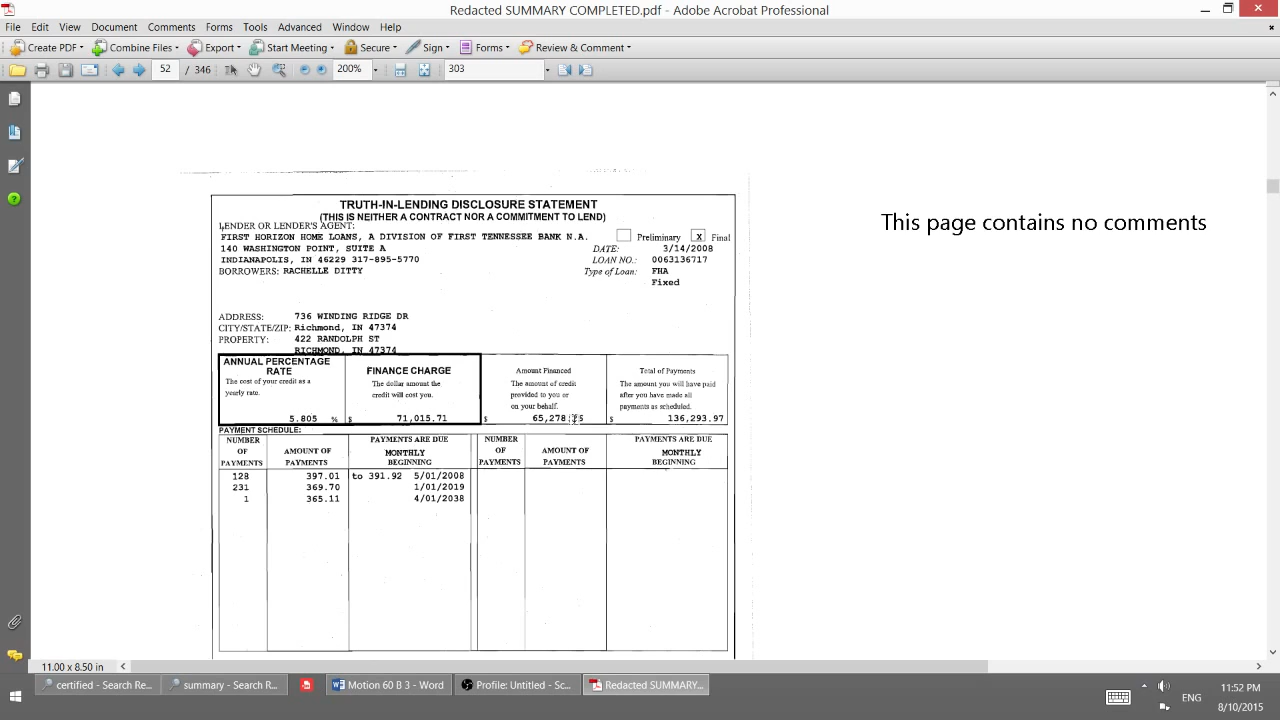 Redacted SUMMARY COMPLETED.pdf - Adobe Acrobat Professional
File Edit View Document Comments Forms Tools Advanced Window Help
Create PDF Combine Files Export Start Meeting Secure Sign Forms Review & Comment
52 / 346 200% 303
TRUTH-IN-LENDING DISCLOSURE STATEMENT
(THIS IS NEITHER A CONTRACT NOR A COMMITMENT TO LEND)
LENDER OR LENDER'S AGENT:
FIRST HORIZON HOME LOANS, A DIVISION OF FIRST TENNESSEE BANK N.A. Preliminary X Final
140 WASHINGTON POINT, SUITE A DATE: 3/14/2008
INDIANAPOLIS, IN 46229 317-895-5770 LOAN NO.: 0063136717
BORROWERS: RACHELLE DITTY Type of Loan: FHA
Fixed
ADDRESS: 736 WINDING RIDGE DR
CITY/STATE/ZIP: Richmond, IN 47374
PROPERTY: 422 RANDOLPH ST
RICHMOND, IN 47374
ANNUAL PERCENTAGE RATE
The cost of your credit as a yearly rate.
5.805 %
FINANCE CHARGE
The dollar amount the credit will cost you.
$ 71,015.71
Amount Financed
The amount of credit provided to you or on your behalf.
$ 65,278
Total of Payments
The amount you will have paid after you have made all payments as scheduled.
$ 136,293.97
PAYMENT SCHEDULE:
NUMBER OF PAYMENTS AMOUNT OF PAYMENTS PAYMENTS ARE DUE MONTHLY BEGINNING NUMBER OF PAYMENTS AMOUNT OF PAYMENTS PAYMENTS ARE DUE MONTHLY BEGINNING
128 397.01 to 391.92 5/01/2008
231 369.70 1/01/2019
1 365.11 4/01/2038
This page contains no comments
11.00 x 8.50 in
certified - Search Re... summary - Search R... Motion 60 B 3 - Word Profile: Untitled - Sc... Redacted SUMMARY... ENG 11:52 PM
8/10/2015